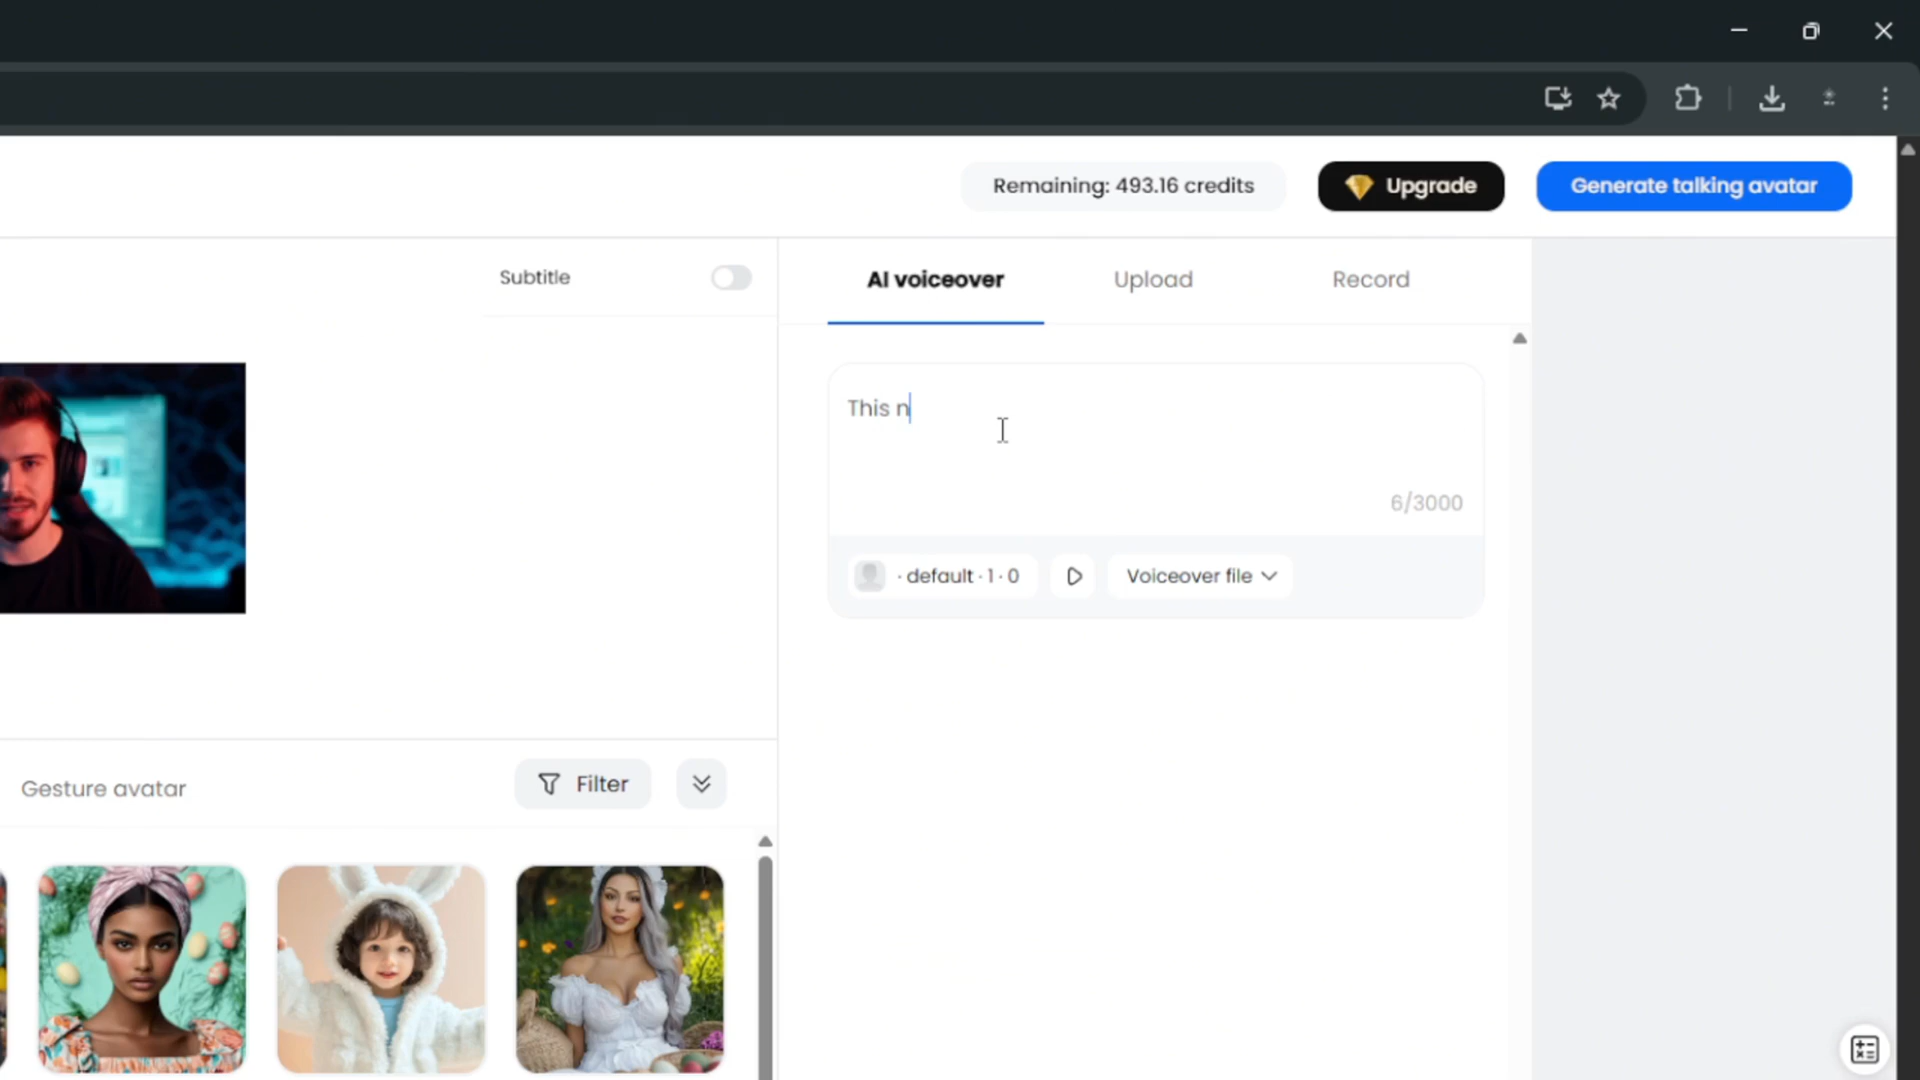 Remaining: 493.16 credits
Upgrade
Generate talking avatar
Subtitle
AI voiceover
Upload
Record
This n
6/3000
· default · 1 · 0
Voiceover file
Gesture avatar
Filter